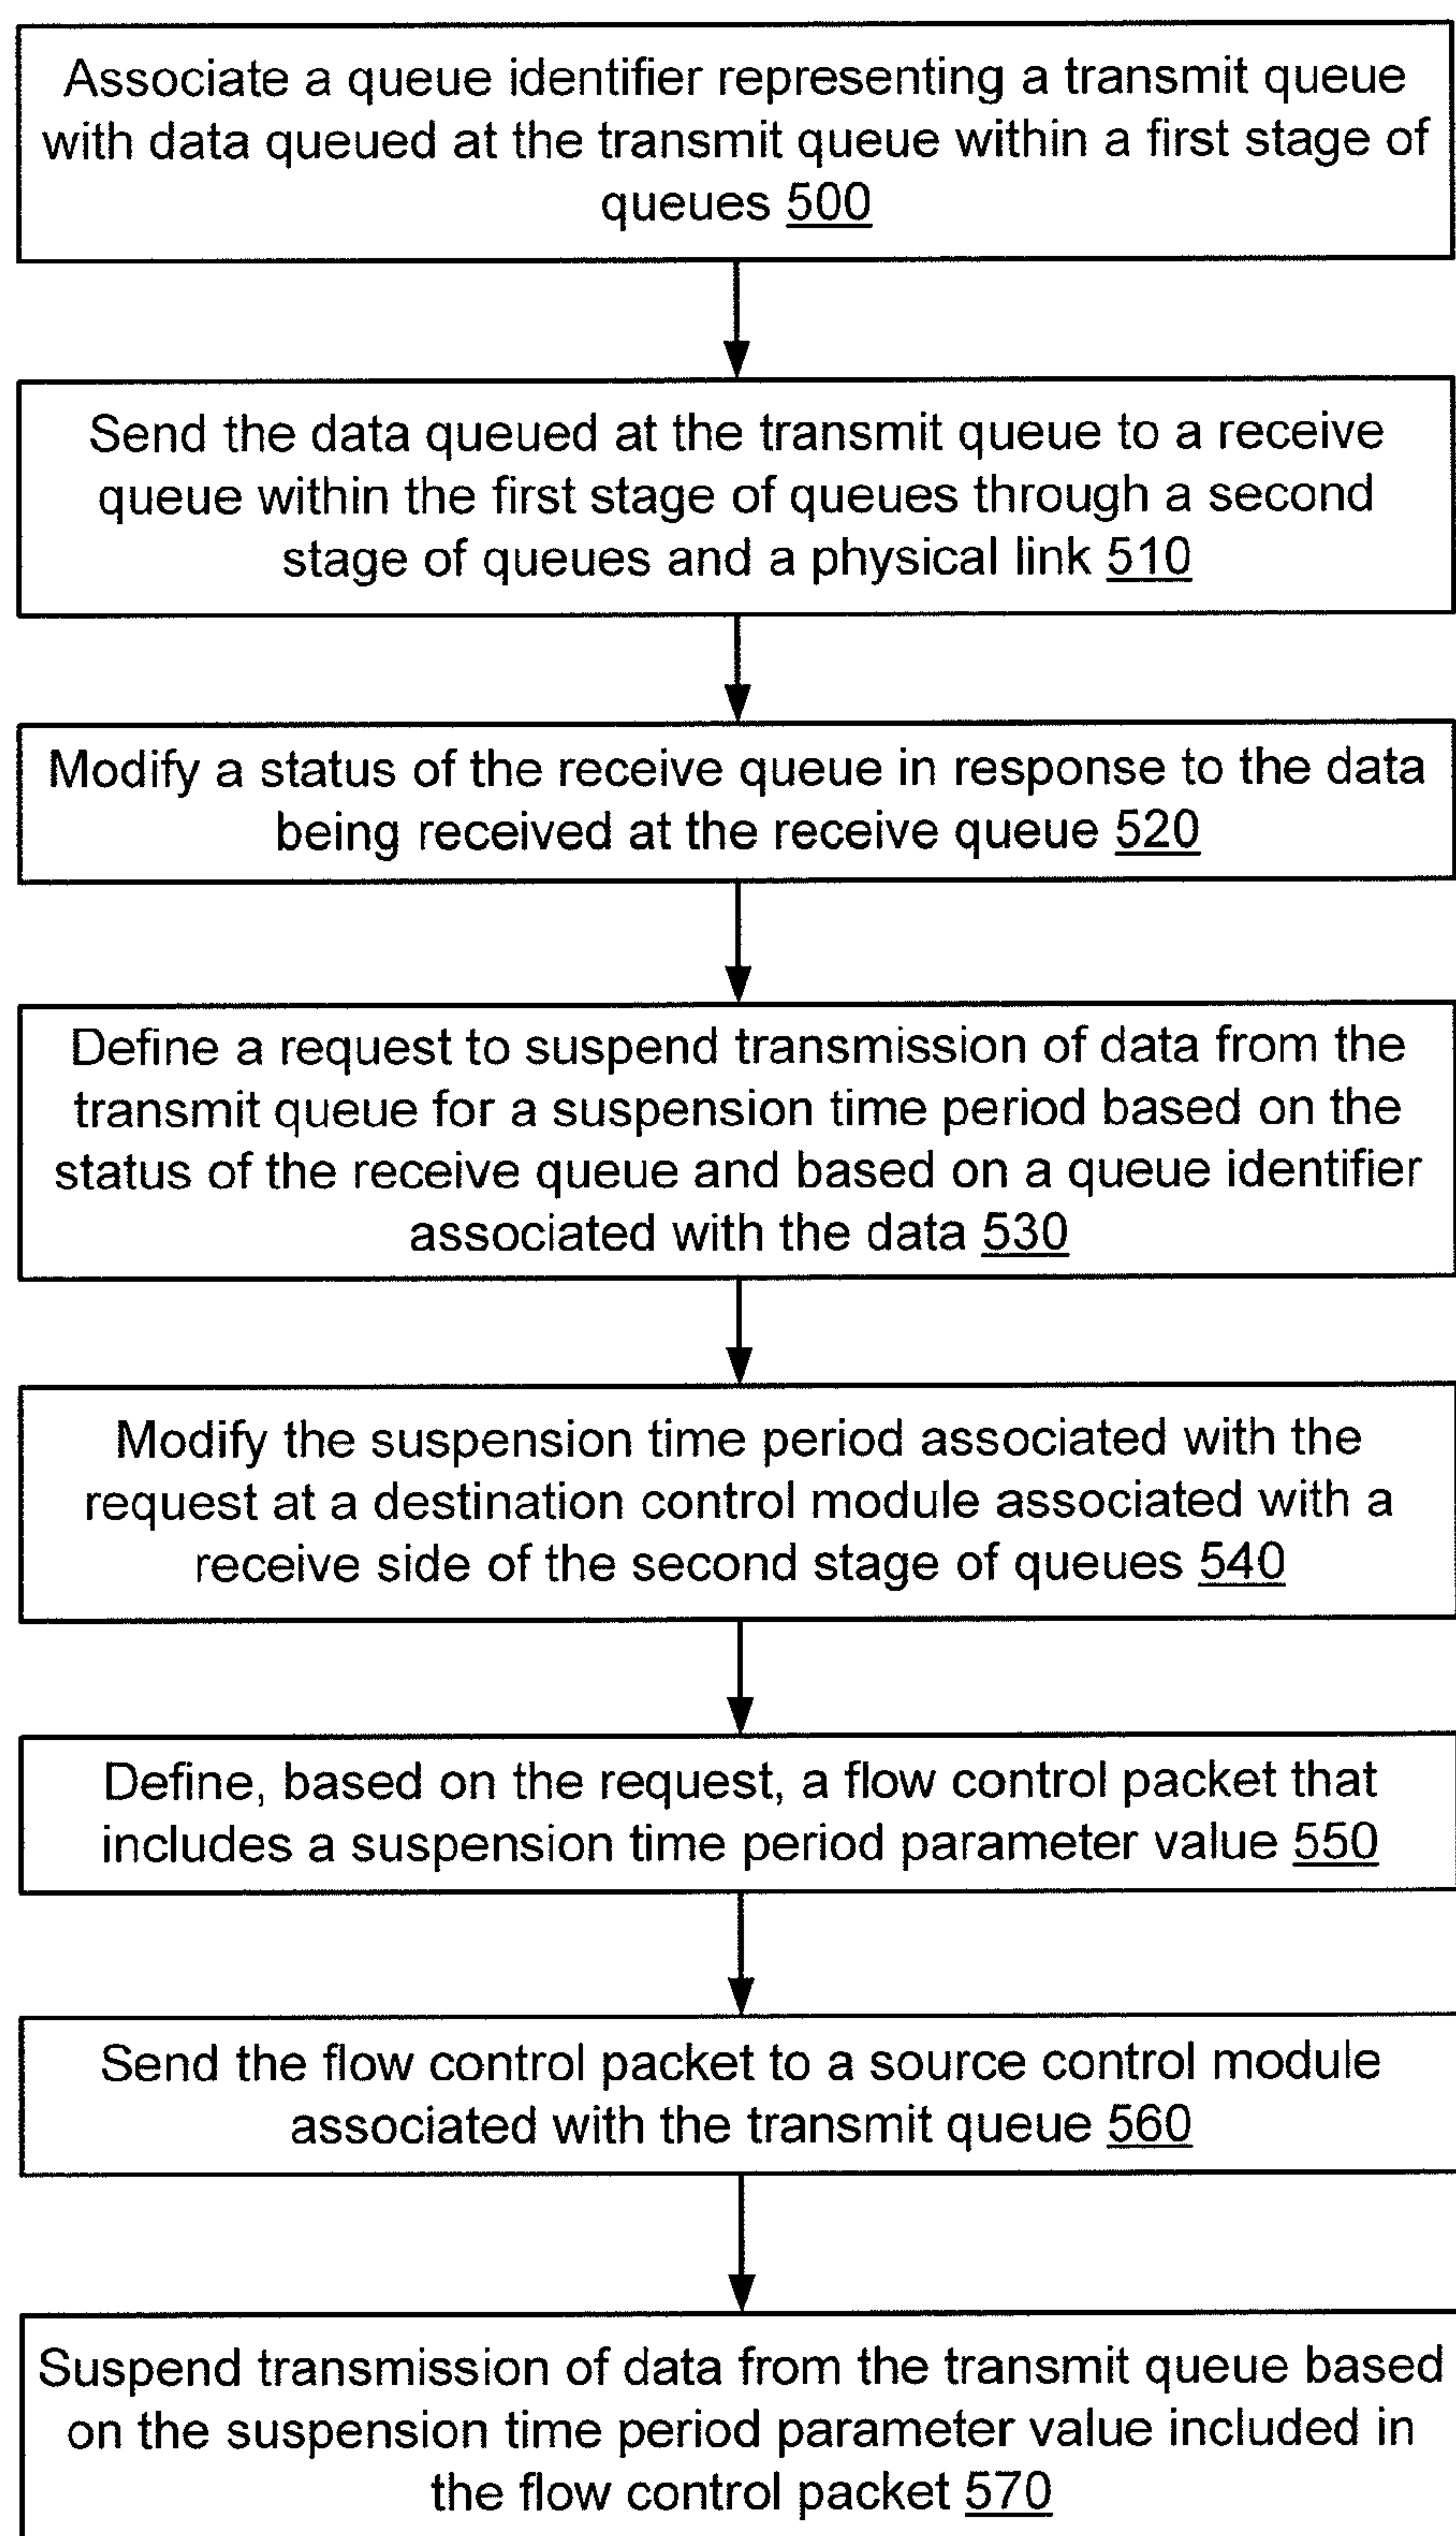 Associate a queue identifier representing a transmit queue
with data queued at the transmit queue within a first stage of
queues 500
Send the data queued at the transmit queue to a receive
queue within the first stage of queues through a second
stage of queues and a physical link 510
Modify a status of the receive queue in response to the data
being received at the receive queue 520
Define a request to suspend transmission of data from the
transmit queue for a suspension time period based on the
status of the receive queue and based on a queue identifier
associated with the data 530
Modify the suspension time period associated with the
request at a destination control module associated with a
receive side of the second stage of queues 540
Define, based on the request, a flow control packet that
includes a suspension time period parameter value 550
Send the flow control packet to a source control module
associated with the transmit queue 560
Suspend transmission of data from the transmit queue based
on the suspension time period parameter value included in
the flow control packet 570